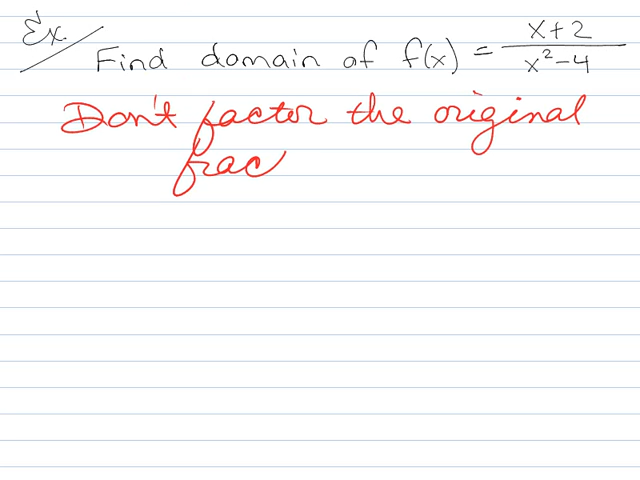 Ex. Find domain of f(x) = (x+2)/(x²-4)
Don't factor the original
frac